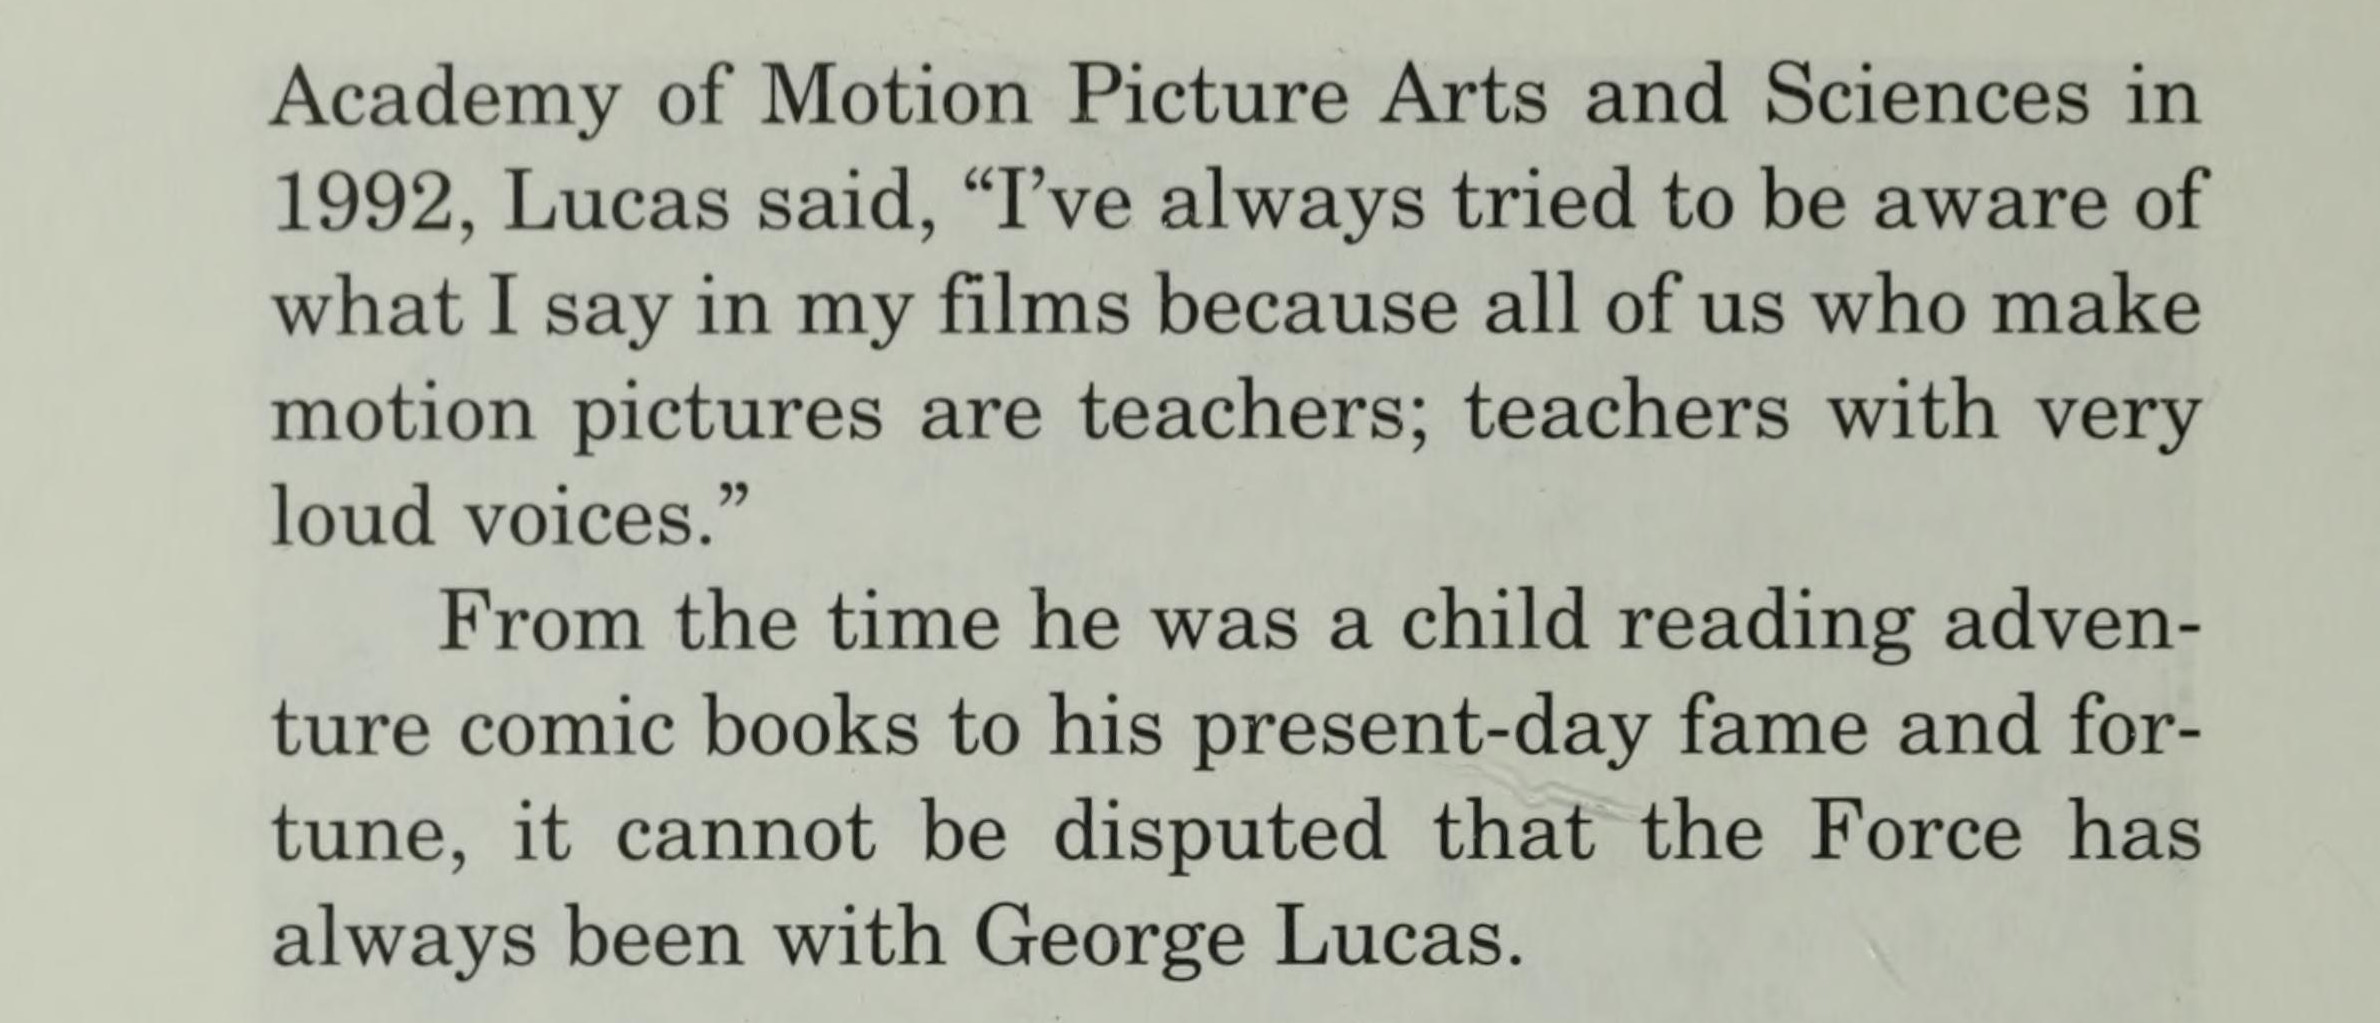 Academy of Motion Picture Arts and Sciences in
1992, Lucas said, “I’ve always tried to be aware of
what I say in my films because all of us who make
motion pictures are teachers; teachers with very
loud voices.”
From the time he was a child reading adven-
ture comic books to his present-day fame and for-
tune, it cannot be disputed that the Force has
always been with George Lucas.